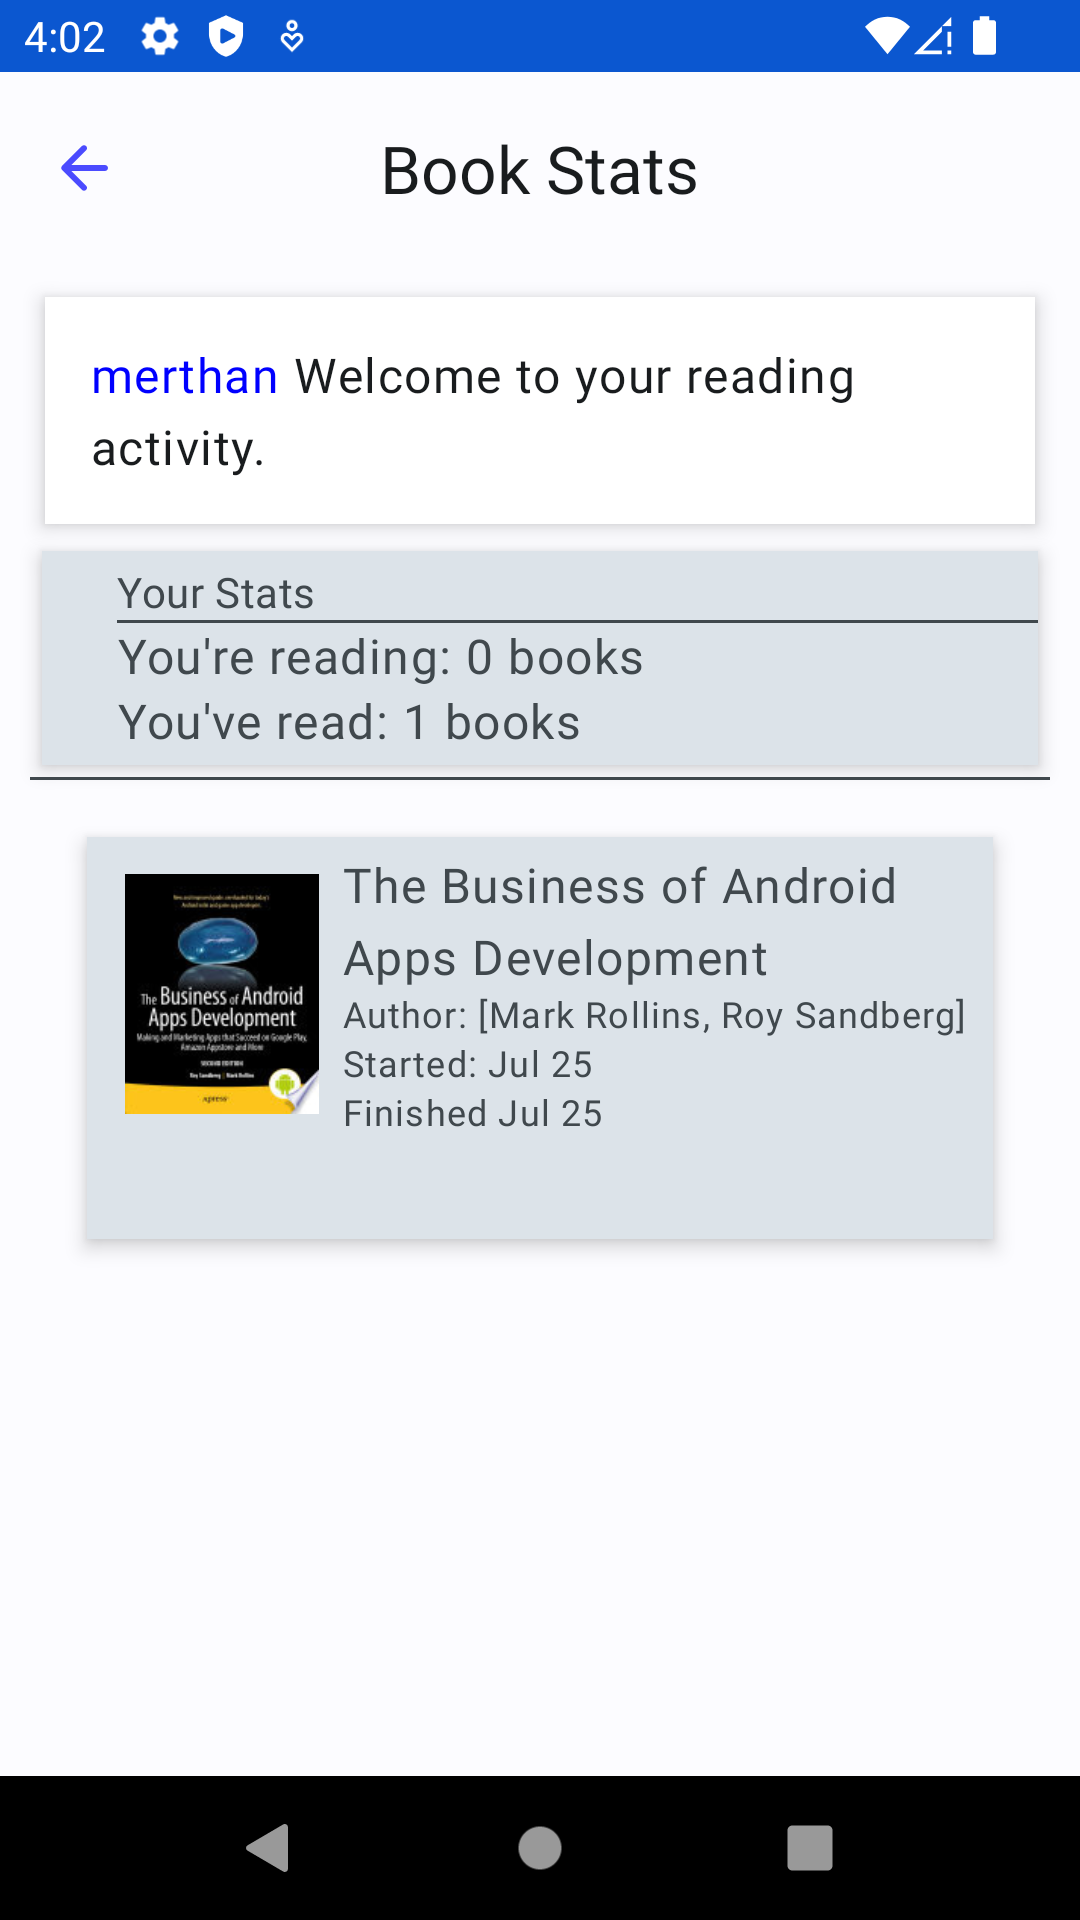 4:02
Book Stats
merthan Welcome to your reading
activity.
Your Stats
You're reading: 0 books
You've read: 1 books
The Business of Android
Apps Development
Author: [Mark Rollins, Roy Sandberg]
Started: Jul 25
Finished Jul 25
The Business of Android
Apps Development
Making and Marketing Apps that Succeed on Google Play,
Amazon Appstore and More
SECOND EDITION
Roy Sandberg | Mark Rollins
Apress